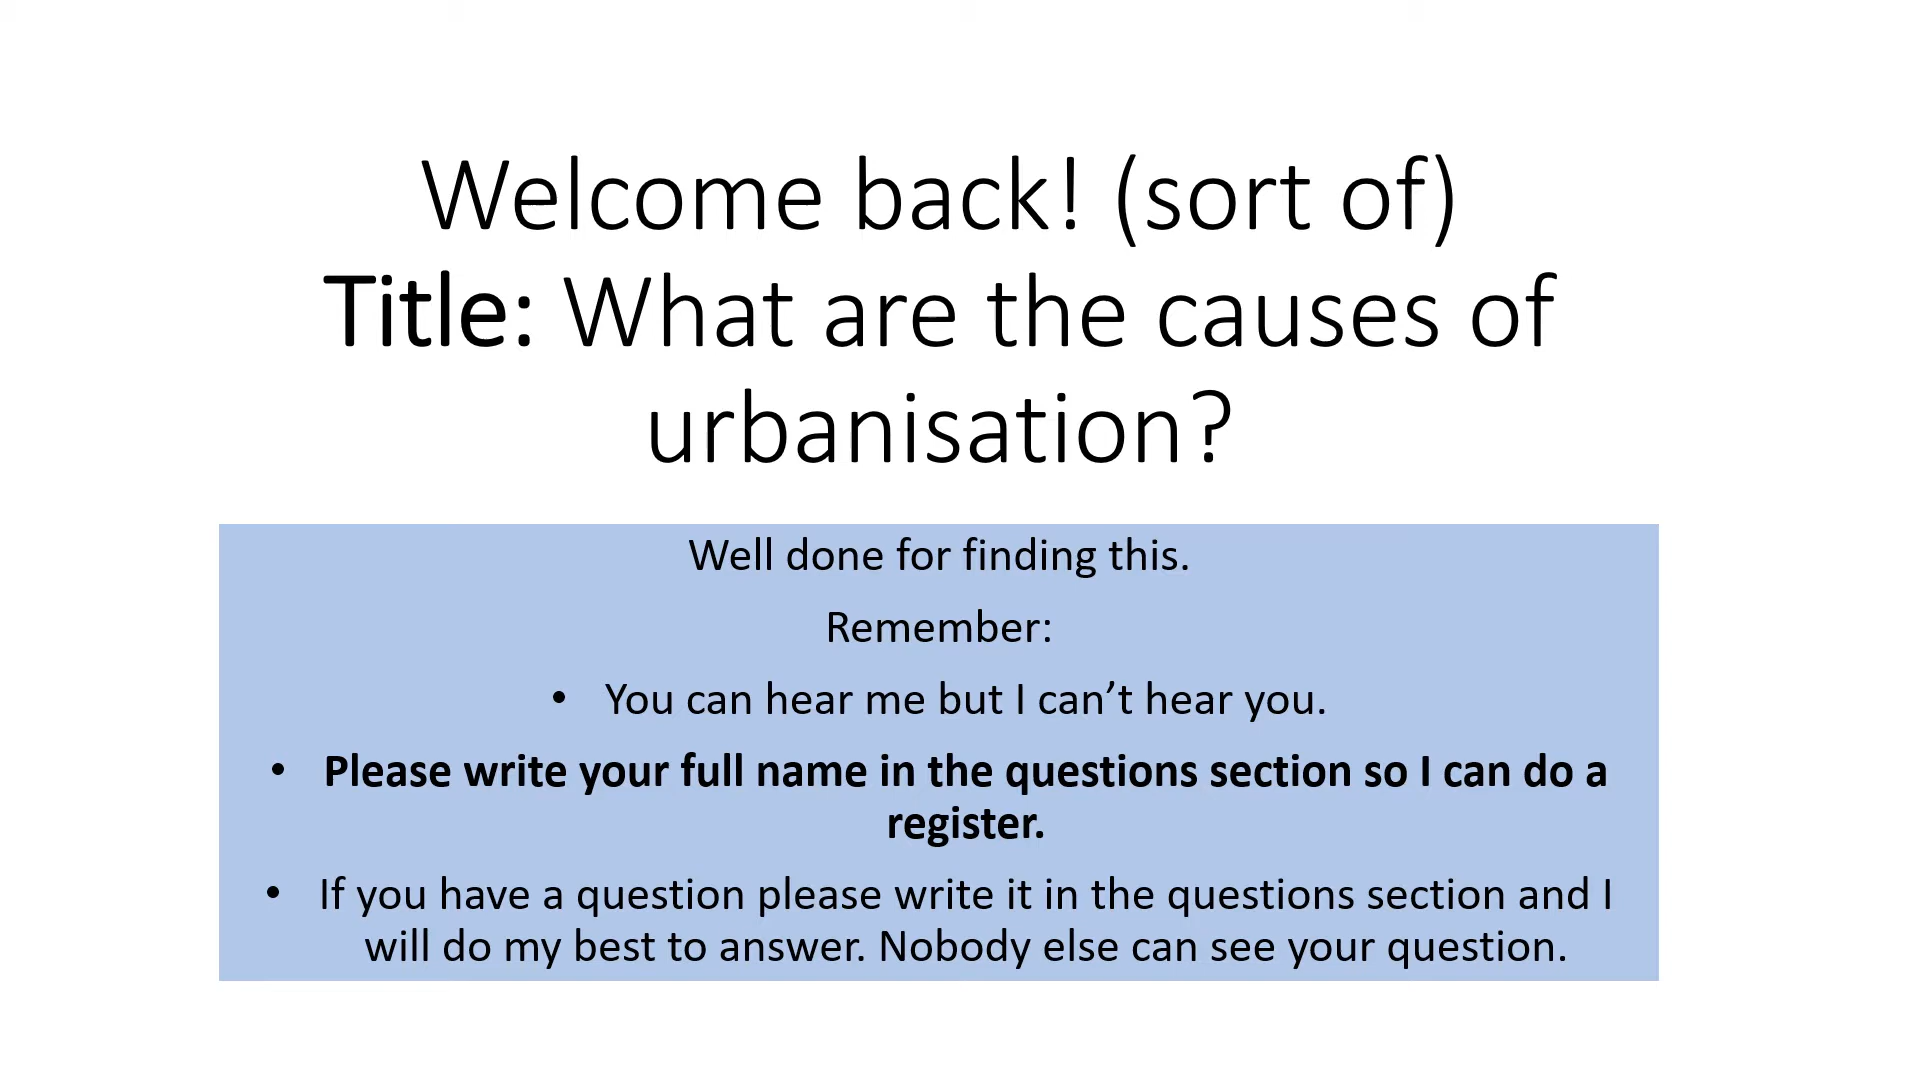 Welcome back! (sort of)
Title: What are the causes of
urbanisation?
Well done for finding this.
Remember:
• You can hear me but I can’t hear you.
• Please write your full name in the questions section so I can do a
register.
• If you have a question please write it in the questions section and I
will do my best to answer. Nobody else can see your question.